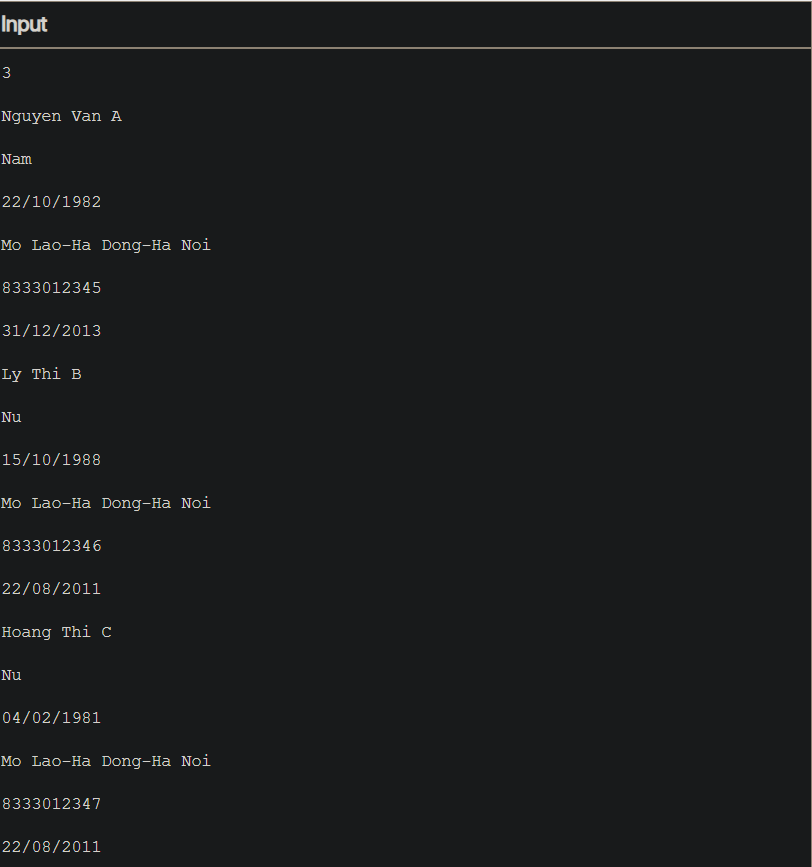 Input
3
Nguyen Van A
Nam
22/10/1982
Mo Lao-Ha Dong-Ha Noi
8333012345
31/12/2013
Ly Thi B
Nu
15/10/1988
Mo Lao-Ha Dong-Ha Noi
8333012346
22/08/2011
Hoang Thi C
Nu
04/02/1981
Mo Lao-Ha Dong-Ha Noi
8333012347
22/08/2011